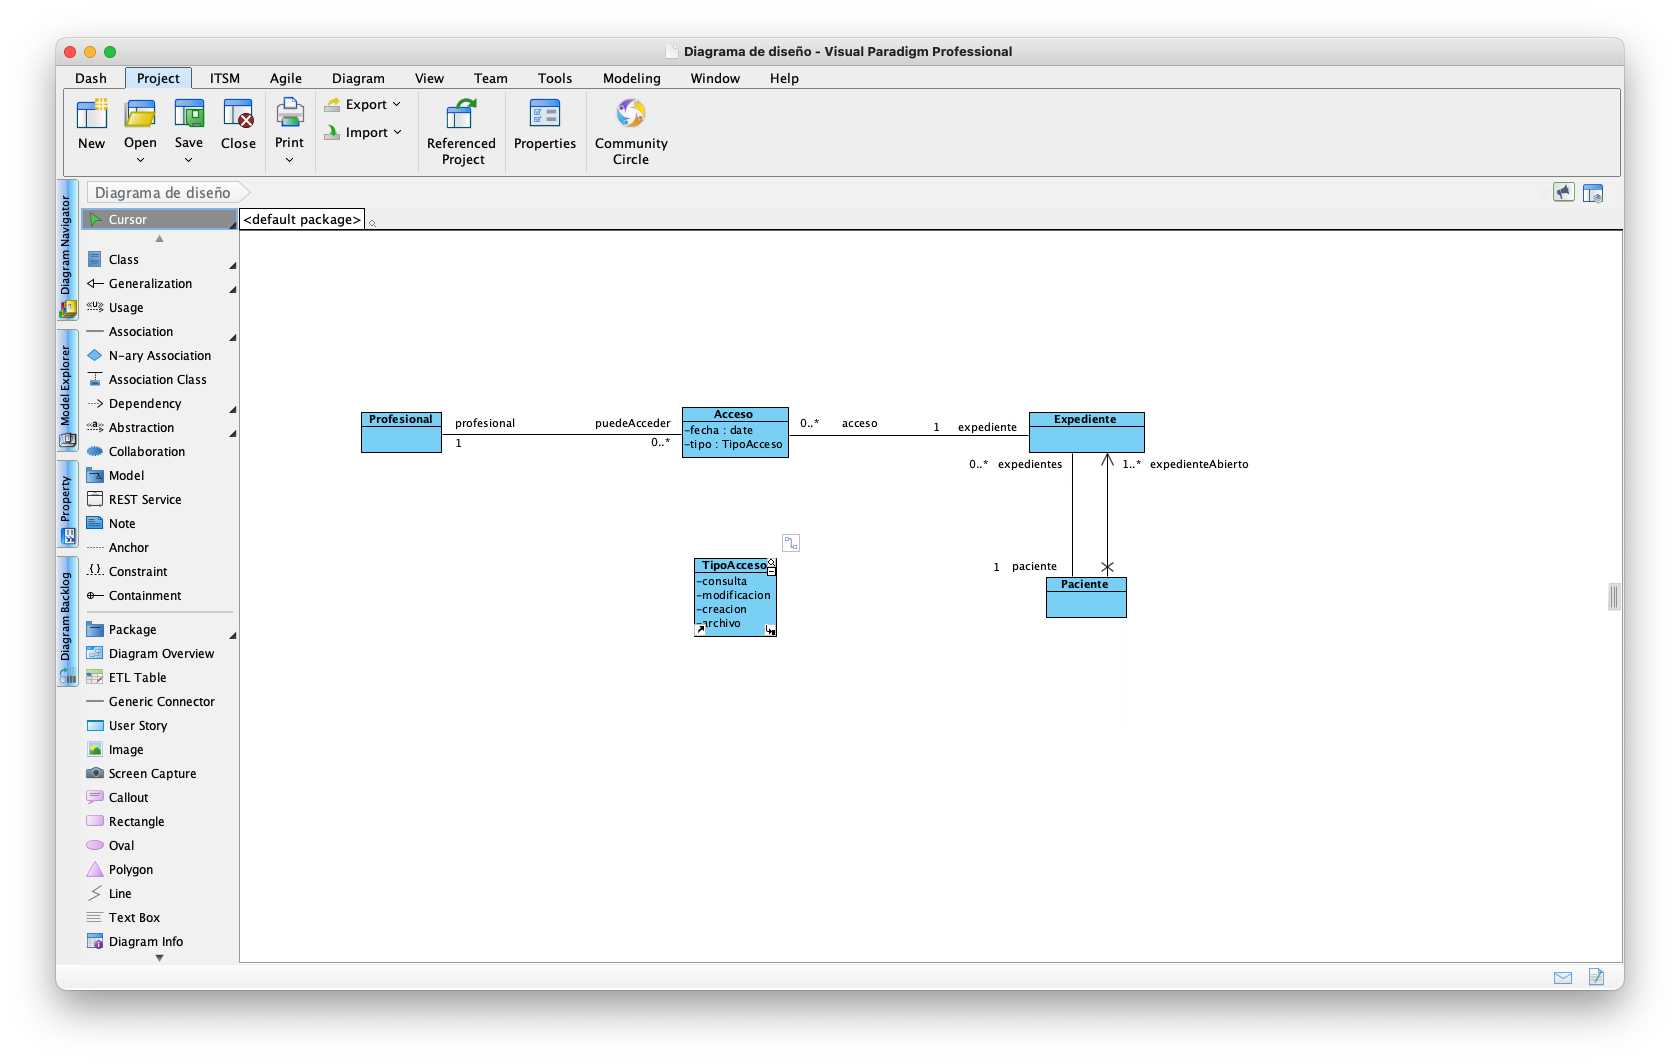 Diagrama de diseño - Visual Paradigm Professional
Dash Project ITSM Agile Diagram View Team Tools Modeling Window Help
New Open Save Close Print Export Import Referenced Project Properties Community Circle
Diagrama de diseño
Diagram Navigator
Model Explorer
Property
Diagram Backlog
Cursor
Class
Generalization
«U» Usage
Association
N-ary Association
Association Class
Dependency
«a» Abstraction
Collaboration
Model
REST Service
Note
Anchor
{} Constraint
Containment
Package
Diagram Overview
ETL Table
Generic Connector
User Story
Image
Screen Capture
Callout
Rectangle
Oval
Polygon
Line
Text Box
Diagram Info
<default package>
Profesional
profesional
1
puedeAcceder
0..*
Acceso
-fecha : date
-tipo : TipoAcceso
0..* acceso
1 expediente
Expediente
0..* expedientes
1..* expedienteAbierto
1 paciente
Paciente
TipoAcceso
-consulta
-modificacion
-creacion
-archivo